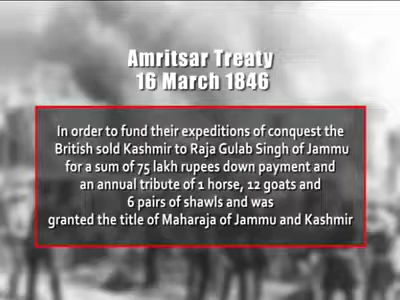 Amritsar Treaty
16 March 1846
In order to fund their expeditions of conquest the
British sold Kashmir to Raja Gulab Singh of Jammu
for a sum of 75 lakh rupees down payment and
an annual tribute of 1 horse, 12 goats and
6 pairs of shawls and was
granted the title of Maharaja of Jammu and Kashmir